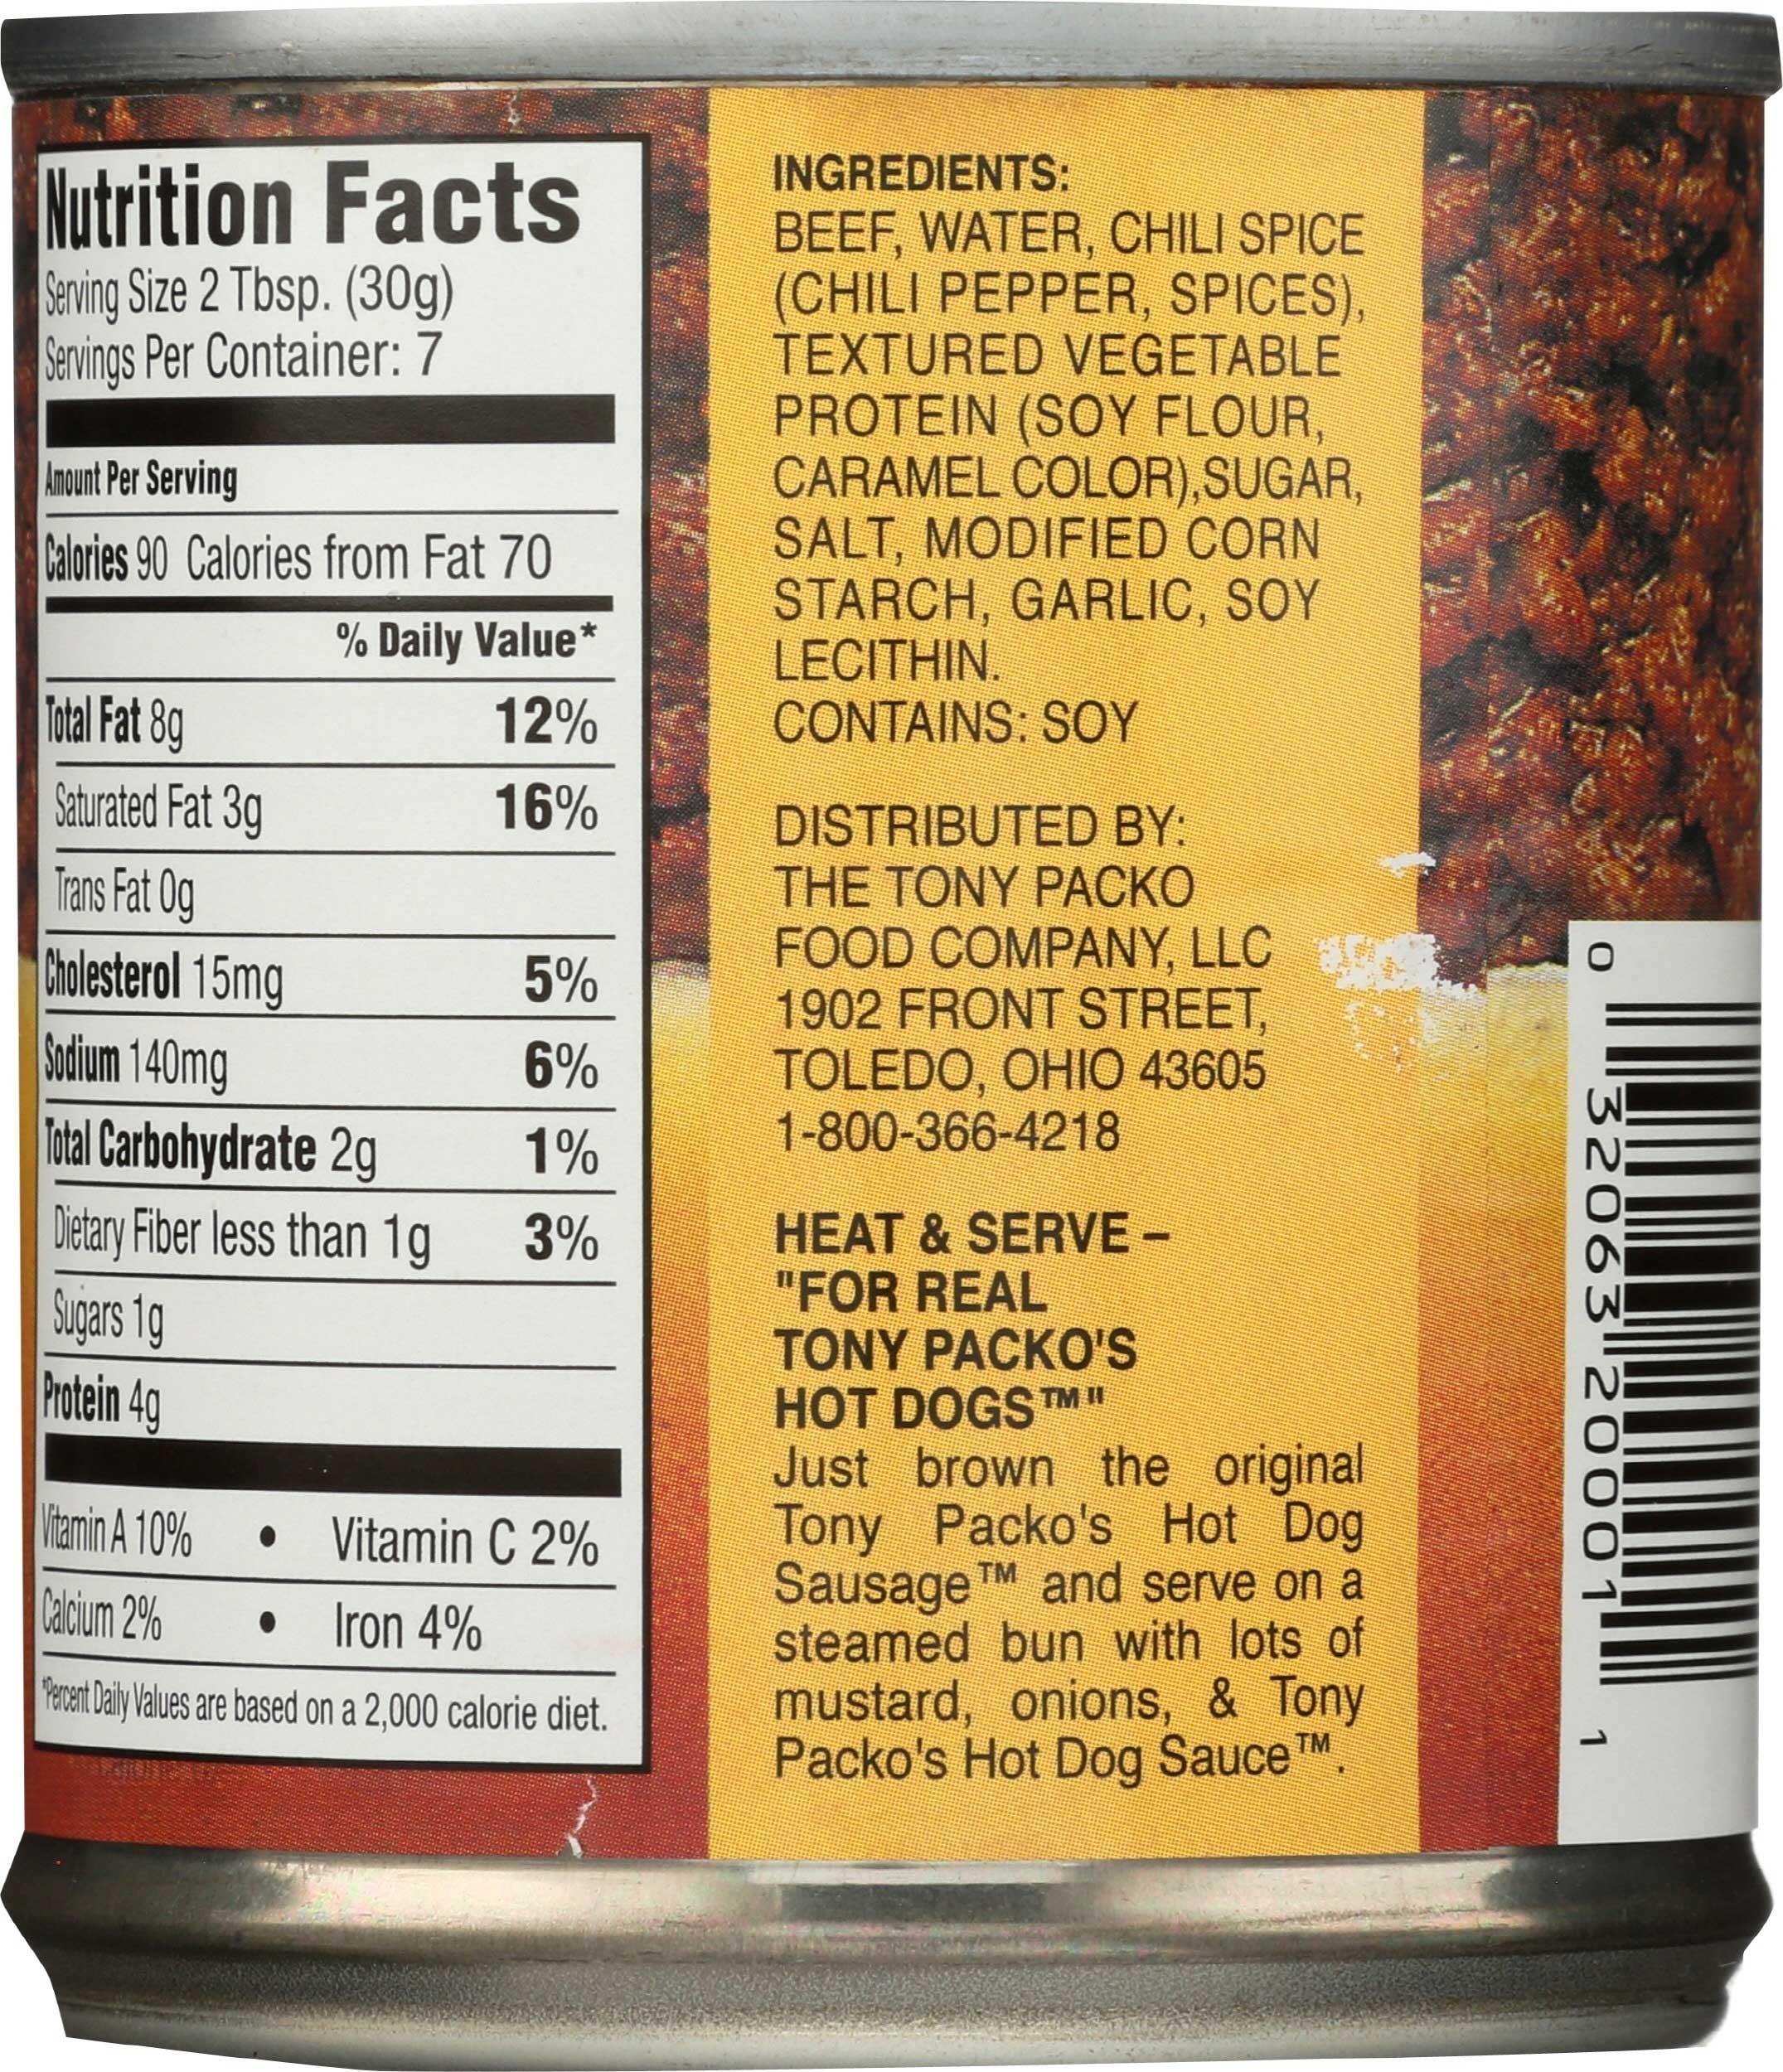 Nutrition Facts
Serving Size 2 Tbsp. (30g)
Servings Per Container: 7
Amount Per Serving
Calories 90 Calories from Fat 70
% Daily Value*
Total Fat 8g 12%
Saturated Fat 3g 16%
Trans Fat 0g
Cholesterol 15mg 5%
Sodium 140mg 6%
Total Carbohydrate 2g 1%
Dietary Fiber less than 1g 3%
Sugars 1g
Protein 4g
Vitamin A 10% • Vitamin C 2%
Calcium 2% • Iron 4%
*Percent Daily Values are based on a 2,000 calorie diet.
INGREDIENTS:
BEEF, WATER, CHILI SPICE
(CHILI PEPPER, SPICES),
TEXTURED VEGETABLE
PROTEIN (SOY FLOUR,
CARAMEL COLOR),SUGAR,
SALT, MODIFIED CORN
STARCH, GARLIC, SOY
LECITHIN.
CONTAINS: SOY
DISTRIBUTED BY:
THE TONY PACKO
FOOD COMPANY, LLC
1902 FRONT STREET,
TOLEDO, OHIO 43605
1-800-366-4218
HEAT & SERVE –
"FOR REAL
TONY PACKO'S
HOT DOGS™"
Just brown the original
Tony Packo's Hot Dog
Sausage™ and serve on a
steamed bun with lots of
mustard, onions, & Tony
Packo's Hot Dog Sauce™.
0 32063 20001 1